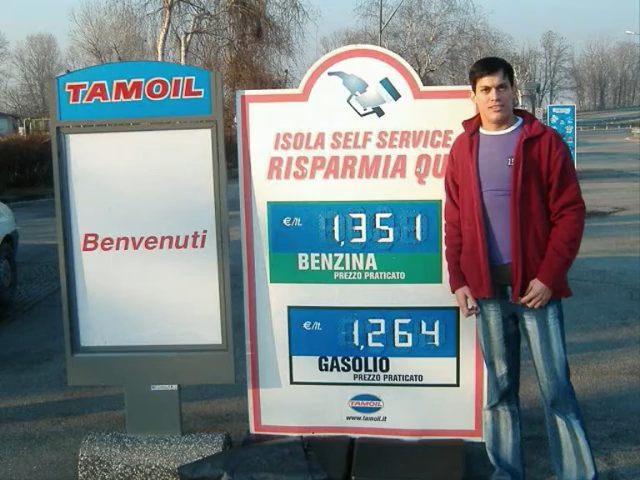 TAMOIL
Benvenuti
ISOLA SELF SERVICE
RISPARMIA QU
€/lt. 1,351
BENZINA
PREZZO PRATICATO
€/lt. 1,264
GASOLIO
PREZZO PRATICATO
TAMOIL
www.tamoil.it